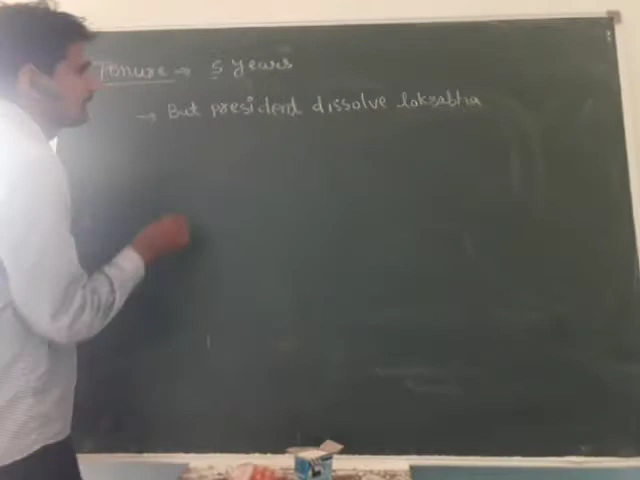 Tenure → 5 years
→ But president dissolve loksabha